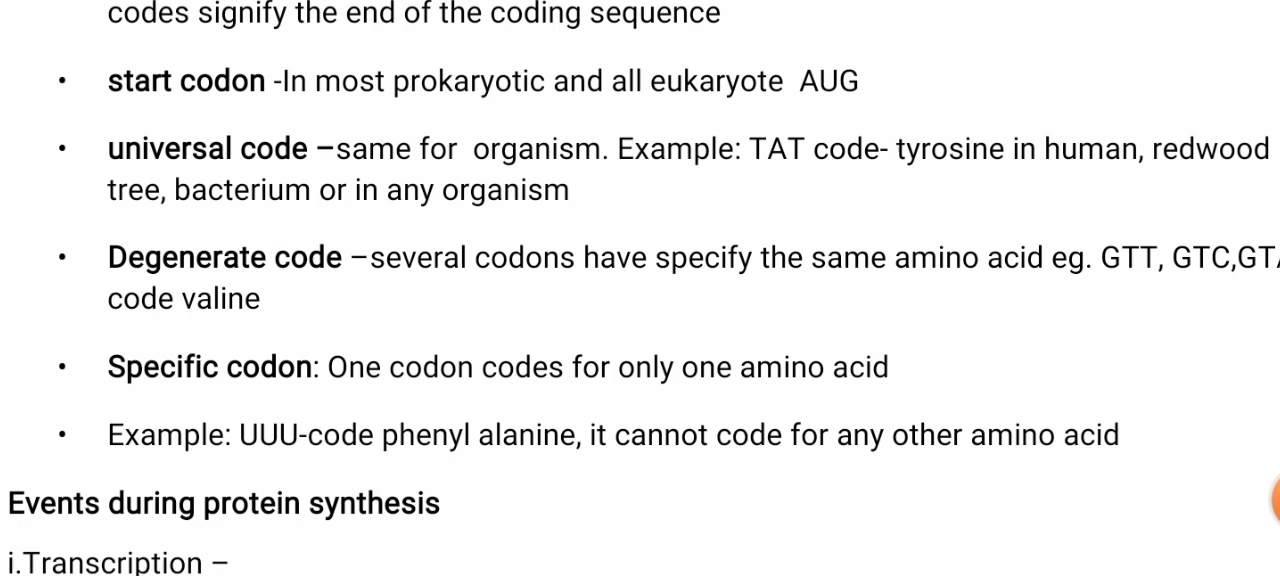 codes signify the end of the coding sequence
• start codon -In most prokaryotic and all eukaryote AUG
• universal code –same for organism. Example: TAT code- tyrosine in human, redwood
tree, bacterium or in any organism
• Degenerate code –several codons have specify the same amino acid eg. GTT, GTC,
code valine
• Specific codon: One codon codes for only one amino acid
• Example: UUU-code phenyl alanine, it cannot code for any other amino acid
Events during protein synthesis
i.Transcription –